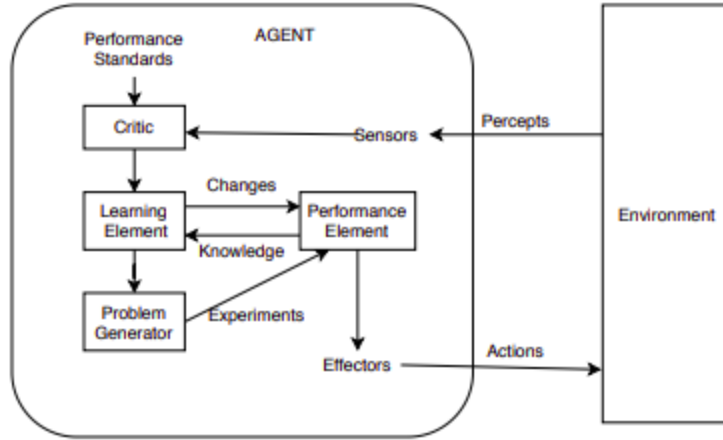 Performance
Standards
AGENT
Critic
Sensors
Percepts
Changes
Learning
Element
Performance
Element
Environment
Knowledge
Problem
Generator
Experiments
Effectors
Actions